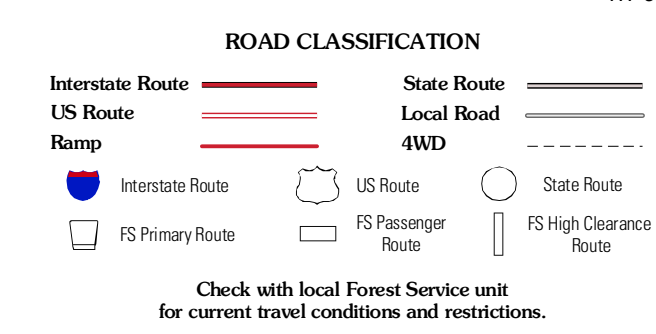 ROAD CLASSIFICATION
Interstate Route
State Route
US Route
Local Road
Ramp
4WD
Interstate Route
US Route
State Route
FS Primary Route
FS Passenger
Route
FS High Clearance
Route
Check with local Forest Service unit
for current travel conditions and restrictions.